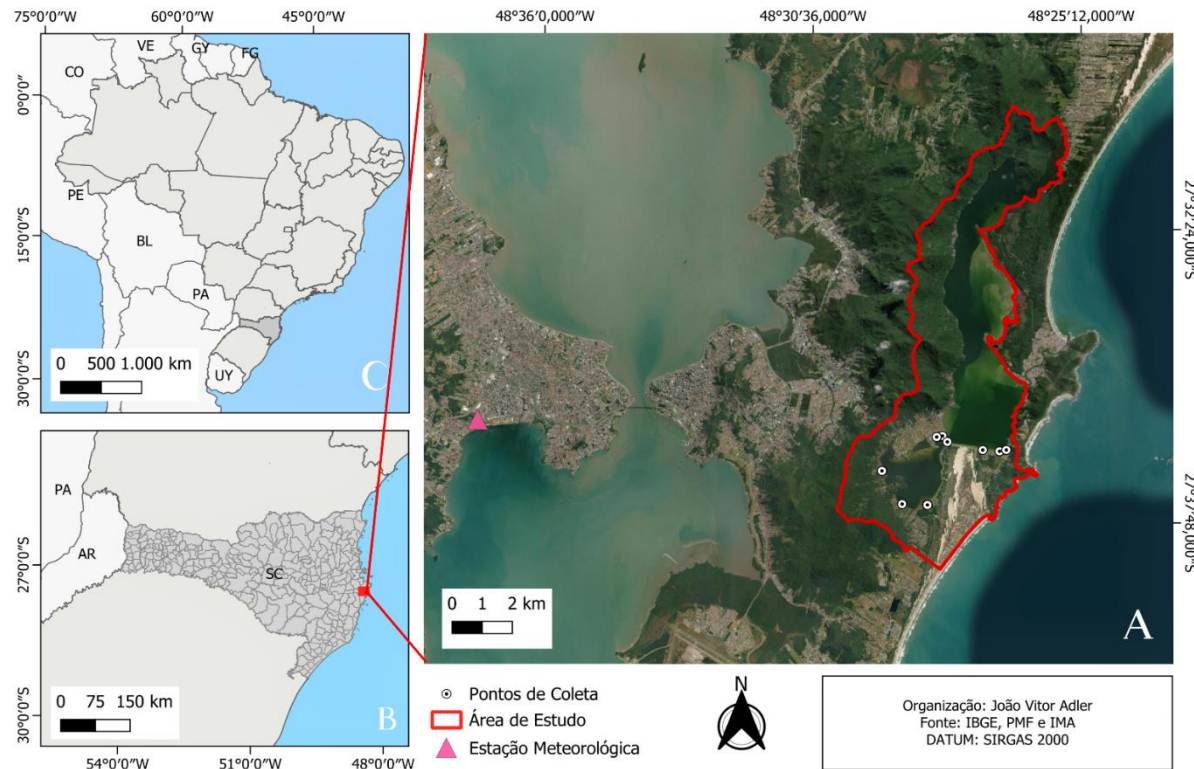 75°0'0"W 60°0'0"W 45°0'0"W
0°0'0"
15°0'0"S
30°0'0"S
VE
GY
FG
CO
PE
BL
PA
UY
0 500 1.000 km
C
PA
AR
SC
27°0'0"S
30°0'0"S
0 75 150 km
B
54°0'0"W 51°0'0"W 48°0'0"W
48°36'0,000"W 48°30'36,000"W 48°25'12,000"W
27°32'24,000"S
27°37'48,000"S
0 1 2 km
A
Pontos de Coleta
Área de Estudo
Estação Meteorológica
N
Organização: João Vitor Adler
Fonte: IBGE, PMF e IMA
DATUM: SIRGAS 2000